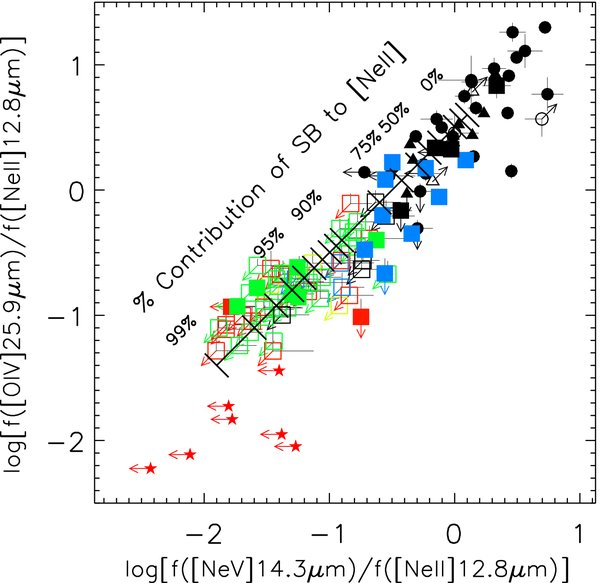 log[f([OIV]25.9μm)/f([NeII]12.8μm)]
1
0
−1
−2
% Contribution of SB to [NeII]
0%
50%
75%
90%
95%
99%
−2 −1 0 1
log[f([NeV]14.3μm)/f([NeII]12.8μm)]